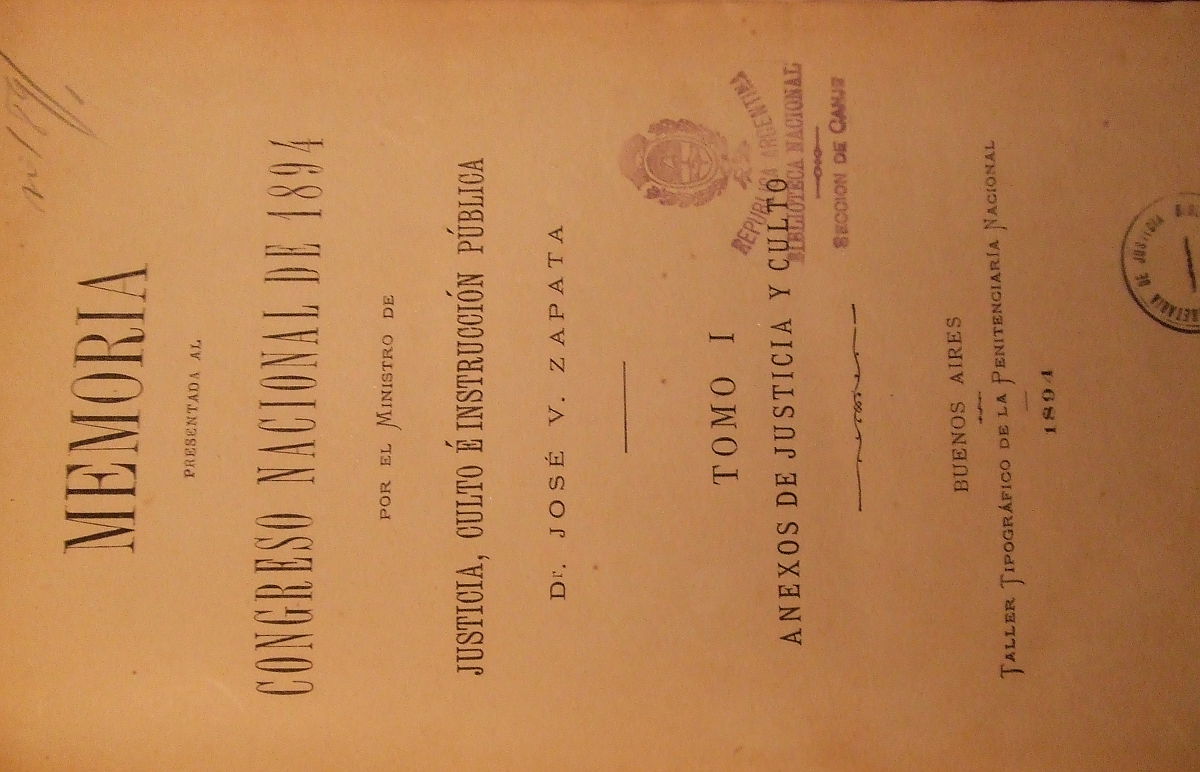 MEMORIA
PRESENTADA AL
CONGRESO NACIONAL DE 1894
POR EL MINISTRO DE
JUSTICIA, CULTO É INSTRUCCIÓN PÚBLICA
Dr. JOSÉ V. ZAPATA
TOMO I
ANEXOS DE JUSTICIA Y CULTO
REPUBLICA ARGENTINA
BIBLIOTECA NACIONAL
SECCION DE CANJE
BUENOS AIRES
TALLER TIPOGRÁFICO DE LA PENITENCIARÍA NACIONAL
1894
DE JUSTICIA